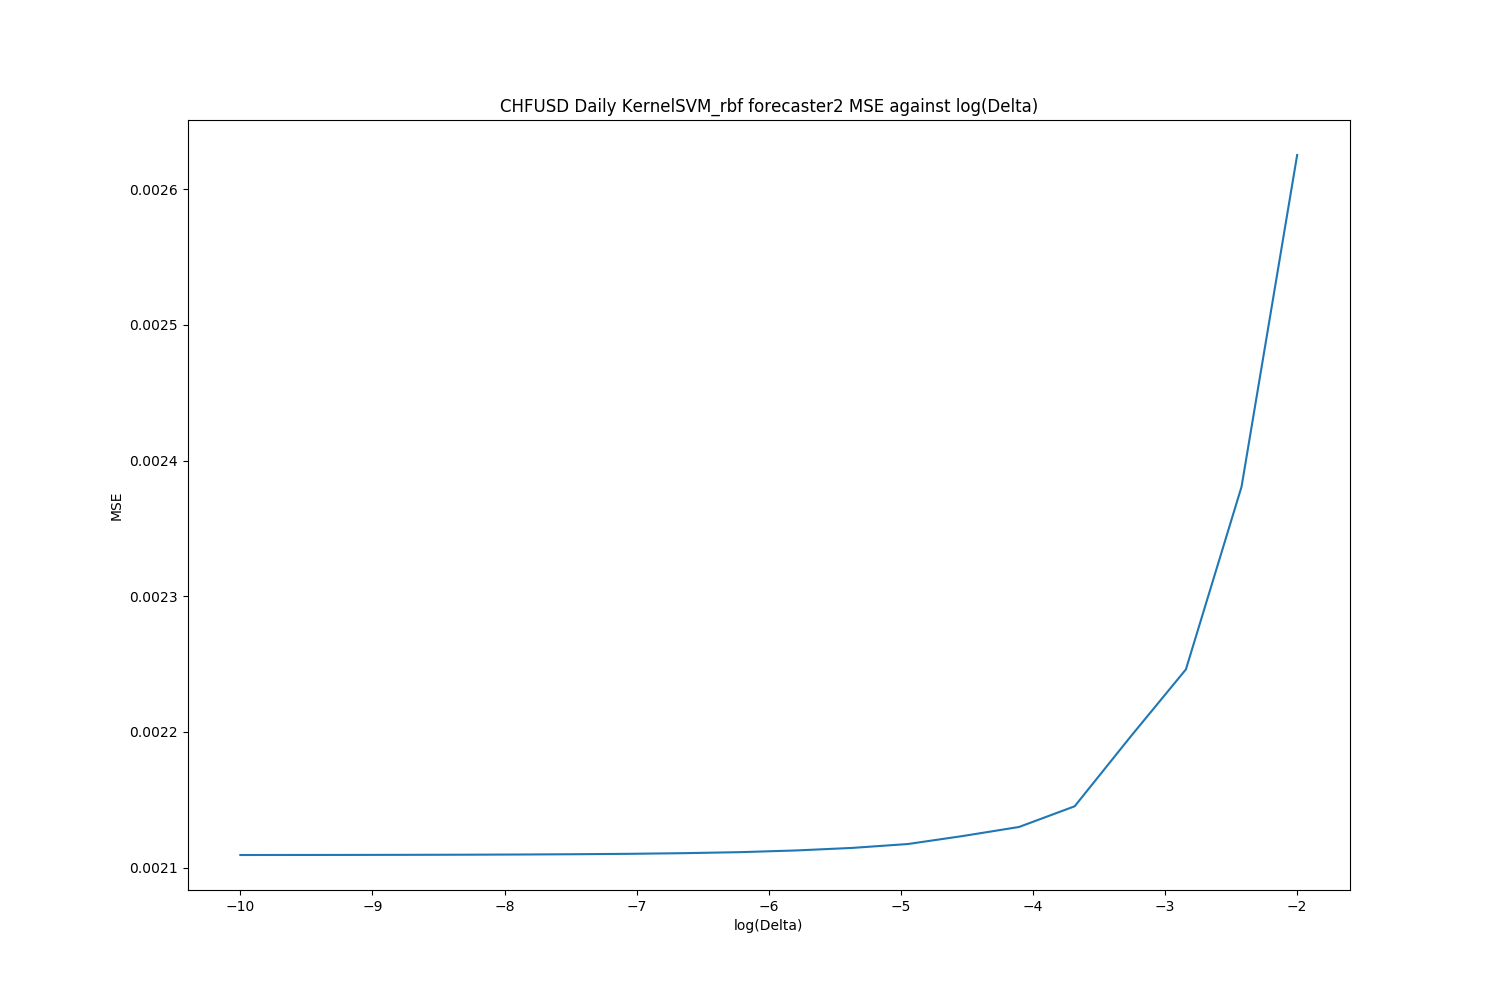 CHFUSD Daily KernelSVM_rbf forecaster2 MSE against log(Delta)
0.0026
0.0025
0.0024
0.0023
0.0022
0.0021
MSE
−10 −9 −8 −7 −6 −5 −4 −3 −2
log(Delta)